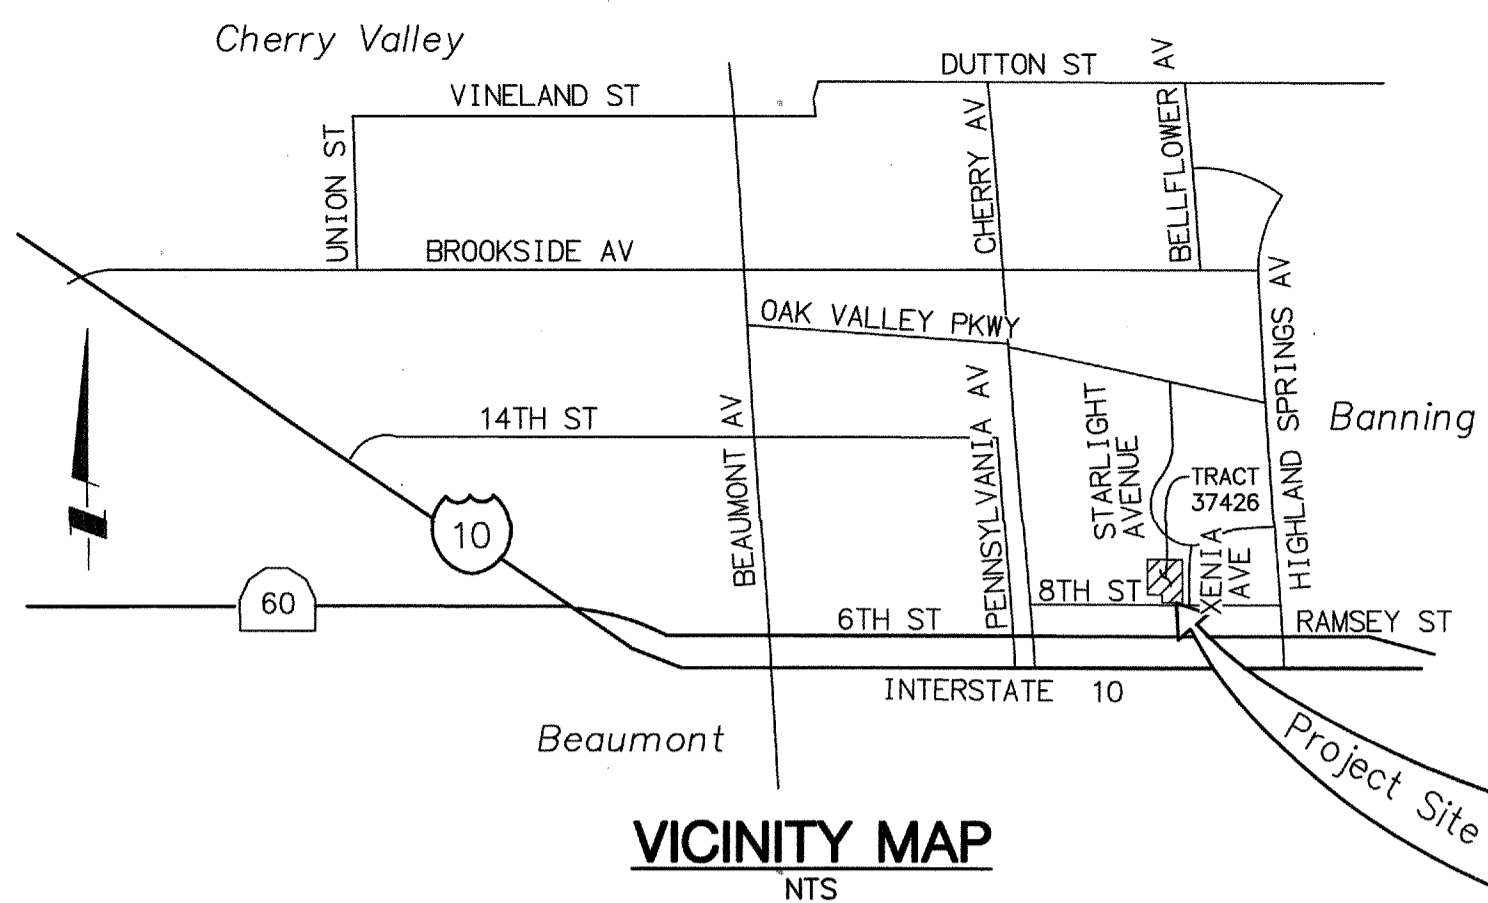 Cherry Valley
DUTTON ST
VINELAND ST
UNION ST
CHERRY AV
BELLFLOWER AV
BROOKSIDE AV
OAK VALLEY PKWY
14TH ST
BEAUMONT AV
PENNSYLVANIA AV
STARLIGHT
AVENUE
HIGHLAND SPRINGS AV
Banning
TRACT
37426
N
10
60
8TH ST
XENIA
AVE
6TH ST
RAMSEY ST
INTERSTATE 10
Beaumont
Project Site
VICINITY MAP
NTS